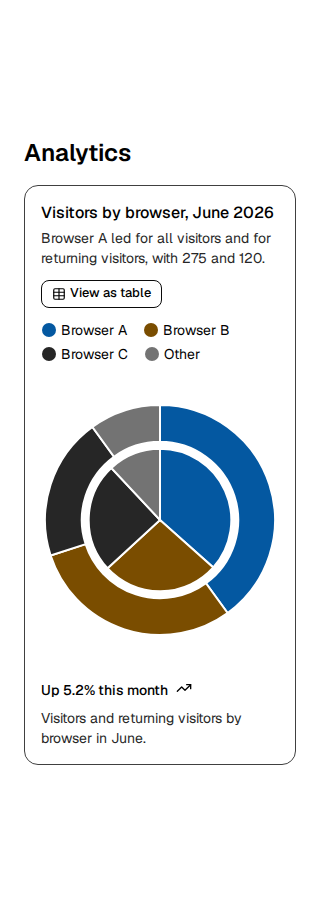 Analytics
Visitors by browser, June 2026
Browser A led for all visitors and for
returning visitors, with 275 and 120.
View as table
Browser A Browser B
Browser C Other
Up 5.2% this month
Visitors and returning visitors by
browser in June.